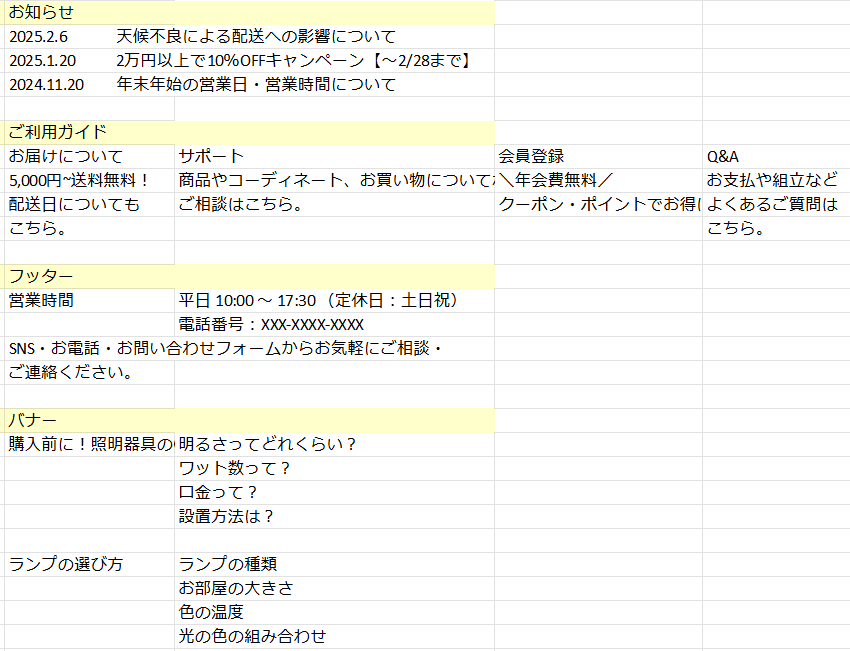 お知らせ
2025.2.6 天候不良による配送への影響について
2025.1.20 2万円以上で10%OFFキャンペーン【～2/28まで】
2024.11.20 年末年始の営業日・営業時間について
ご利用ガイド
お届けについて サポート 会員登録 Q&A
5,000円~送料無料！ 商品やコーディネート、お買い物について ＼年会費無料／ お支払や組立など
配送日についても ご相談はこちら。 クーポン・ポイントでお得 よくあるご質問は
こちら。 こちら。
フッター
営業時間 平日 10:00 ～ 17:30 （定休日：土日祝）
電話番号：XXX-XXXX-XXXX
SNS・お電話・お問い合わせフォームからお気軽にご相談・
ご連絡ください。
バナー
購入前に！照明器具の 明るさってどれくらい？
ワット数って？
口金って？
設置方法は？
ランプの選び方 ランプの種類
お部屋の大きさ
色の温度
光の色の組み合わせ